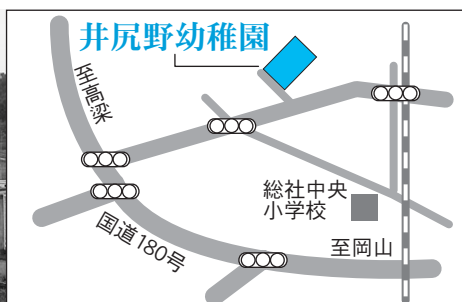 井尻野幼稚園
至高梁
総社中央
小学校
国道180号
至岡山